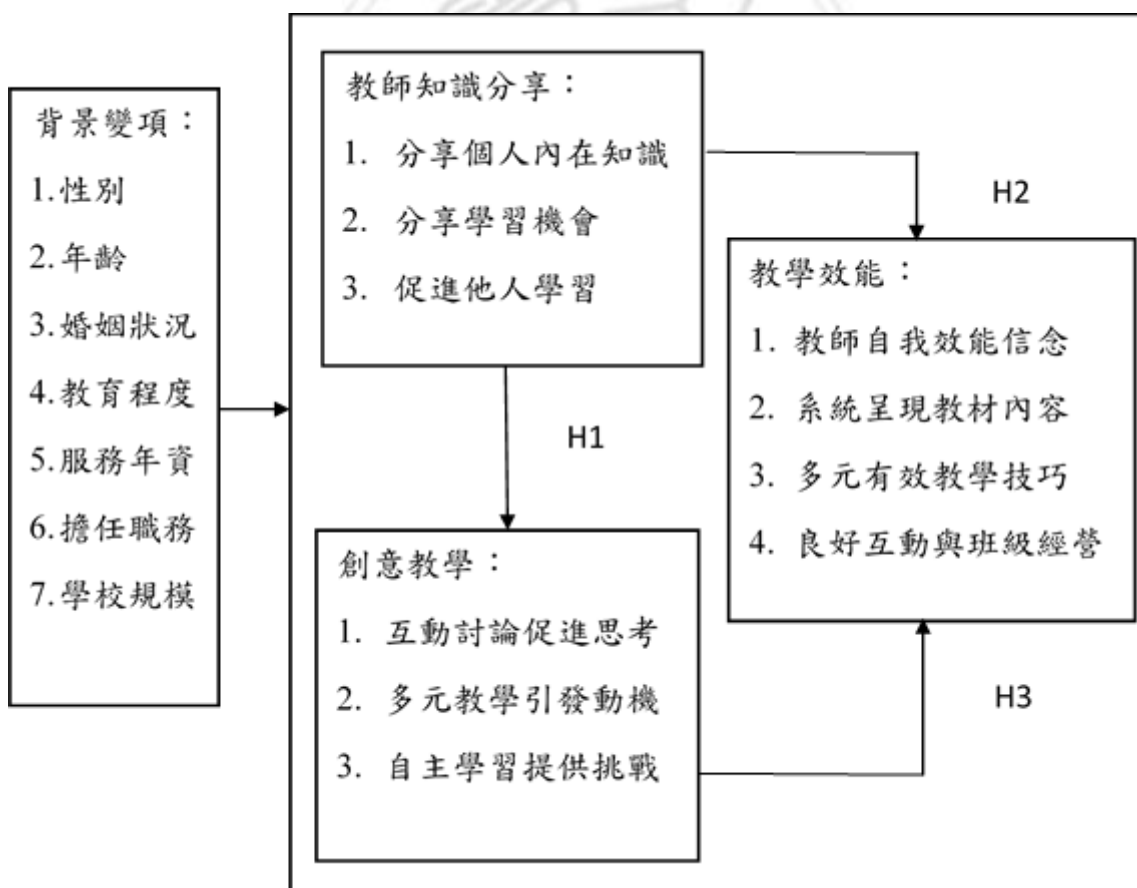 背景變項：
1.性別
2.年齡
3.婚姻狀況
4.教育程度
5.服務年資
6.擔任職務
7.學校規模
教師知識分享：
1. 分享個人內在知識
2. 分享學習機會
3. 促進他人學習
H1
創意教學：
1. 互動討論促進思考
2. 多元教學引發動機
3. 自主學習提供挑戰
H2
教學效能：
1. 教師自我效能信念
2. 系統呈現教材內容
3. 多元有效教學技巧
4. 良好互動與班級經營
H3